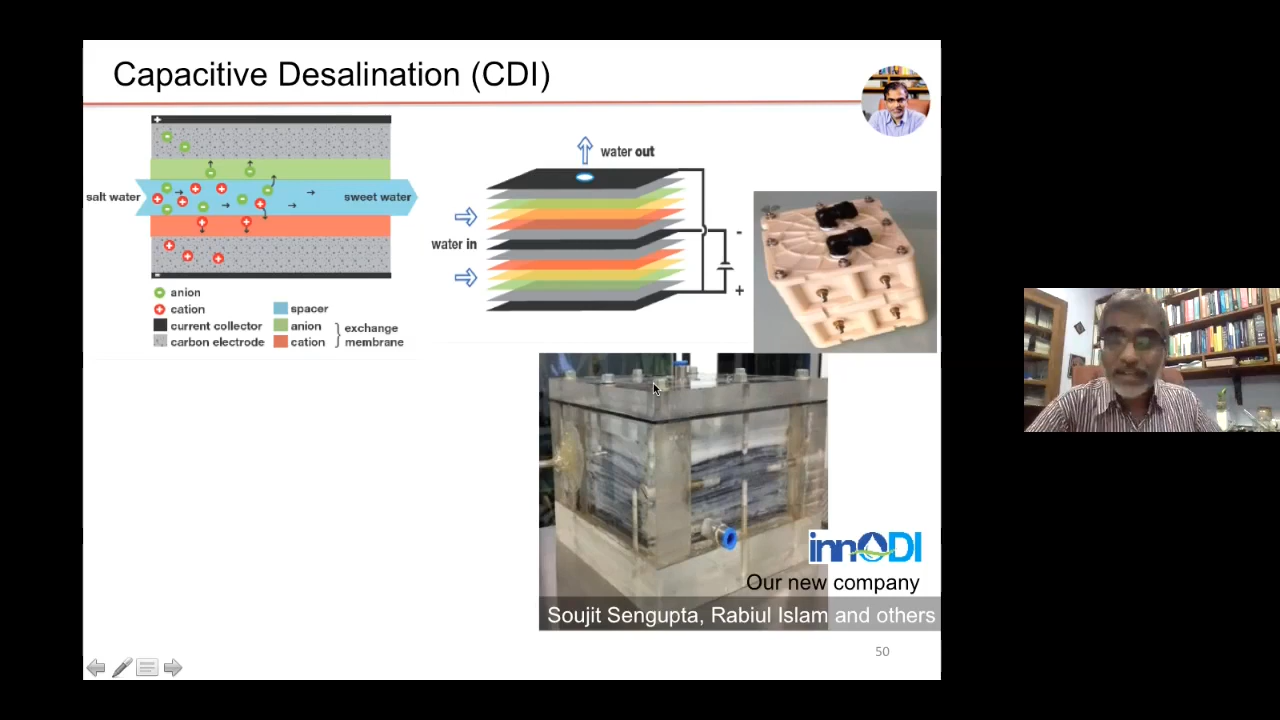 Capacitive Desalination (CDI)
+
salt water
sweet water
-
anion
cation
current collector
carbon electrode
spacer
anion
cation
exchange
membrane
water out
water in
-
+
innODI
Our new company
Soujit Sengupta, Rabiul Islam and others
50